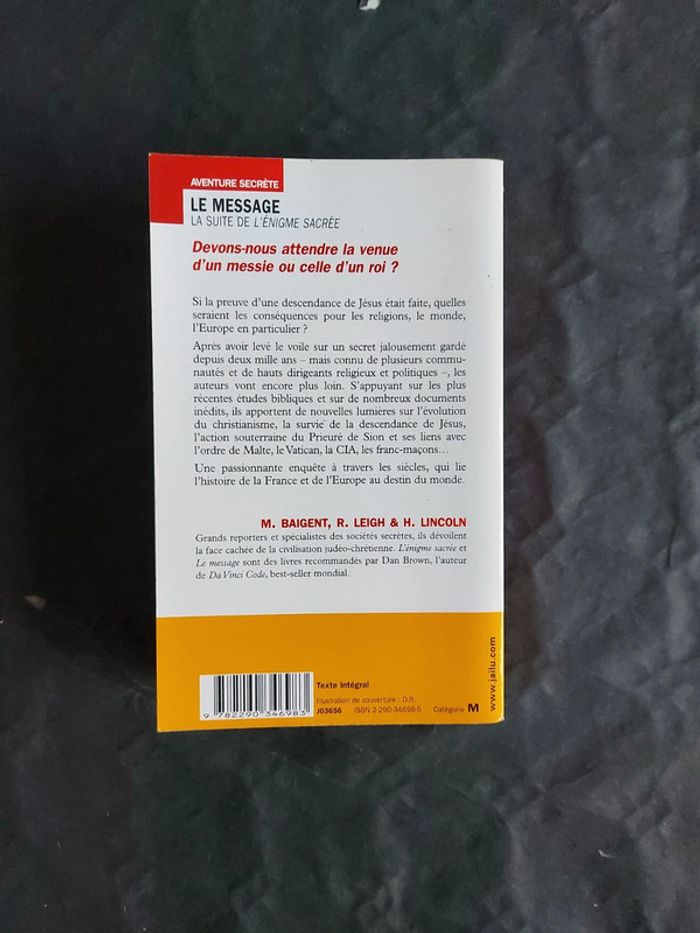 AVENTURE SECRÈTE
LE MESSAGE
LA SUITE DE L'ÉNIGME SACRÉE
Devons-nous attendre la venue
d'un messie ou celle d'un roi ?
Si la preuve d'une descendance de Jésus était faite, quelles
seraient les conséquences pour les religions, le monde,
l'Europe en particulier ?
Après avoir levé le voile sur un secret jalousement gardé
depuis deux mille ans – mais connu de plusieurs commu-
nautés et de hauts dirigeants religieux et politiques –, les
auteurs vont encore plus loin. S'appuyant sur les plus
récentes études bibliques et sur de nombreux documents
inédits, ils apportent de nouvelles lumières sur l'évolution
du christianisme, la survie de la descendance de Jésus,
l'action souterraine du Prieuré de Sion et ses liens avec
l'ordre de Malte, le Vatican, la CIA, les franc-maçons…
Une passionnante enquête à travers les siècles, qui lie
l'histoire de la France et de l'Europe au destin du monde.
M. BAIGENT, R. LEIGH & H. LINCOLN
Grands reporters et spécialistes des sociétés secrètes, ils dévoilent
la face cachée de la civilisation judéo-chrétienne. L'énigme sacrée et
Le message sont des livres recommandés par Dan Brown, l'auteur
de Da Vinci Code, best-seller mondial.
www.jailu.com
Texte intégral
Illustration de couverture : D.R.
J03656 ISBN 2-290-34698-5 Catégorie M
9 782290 346983